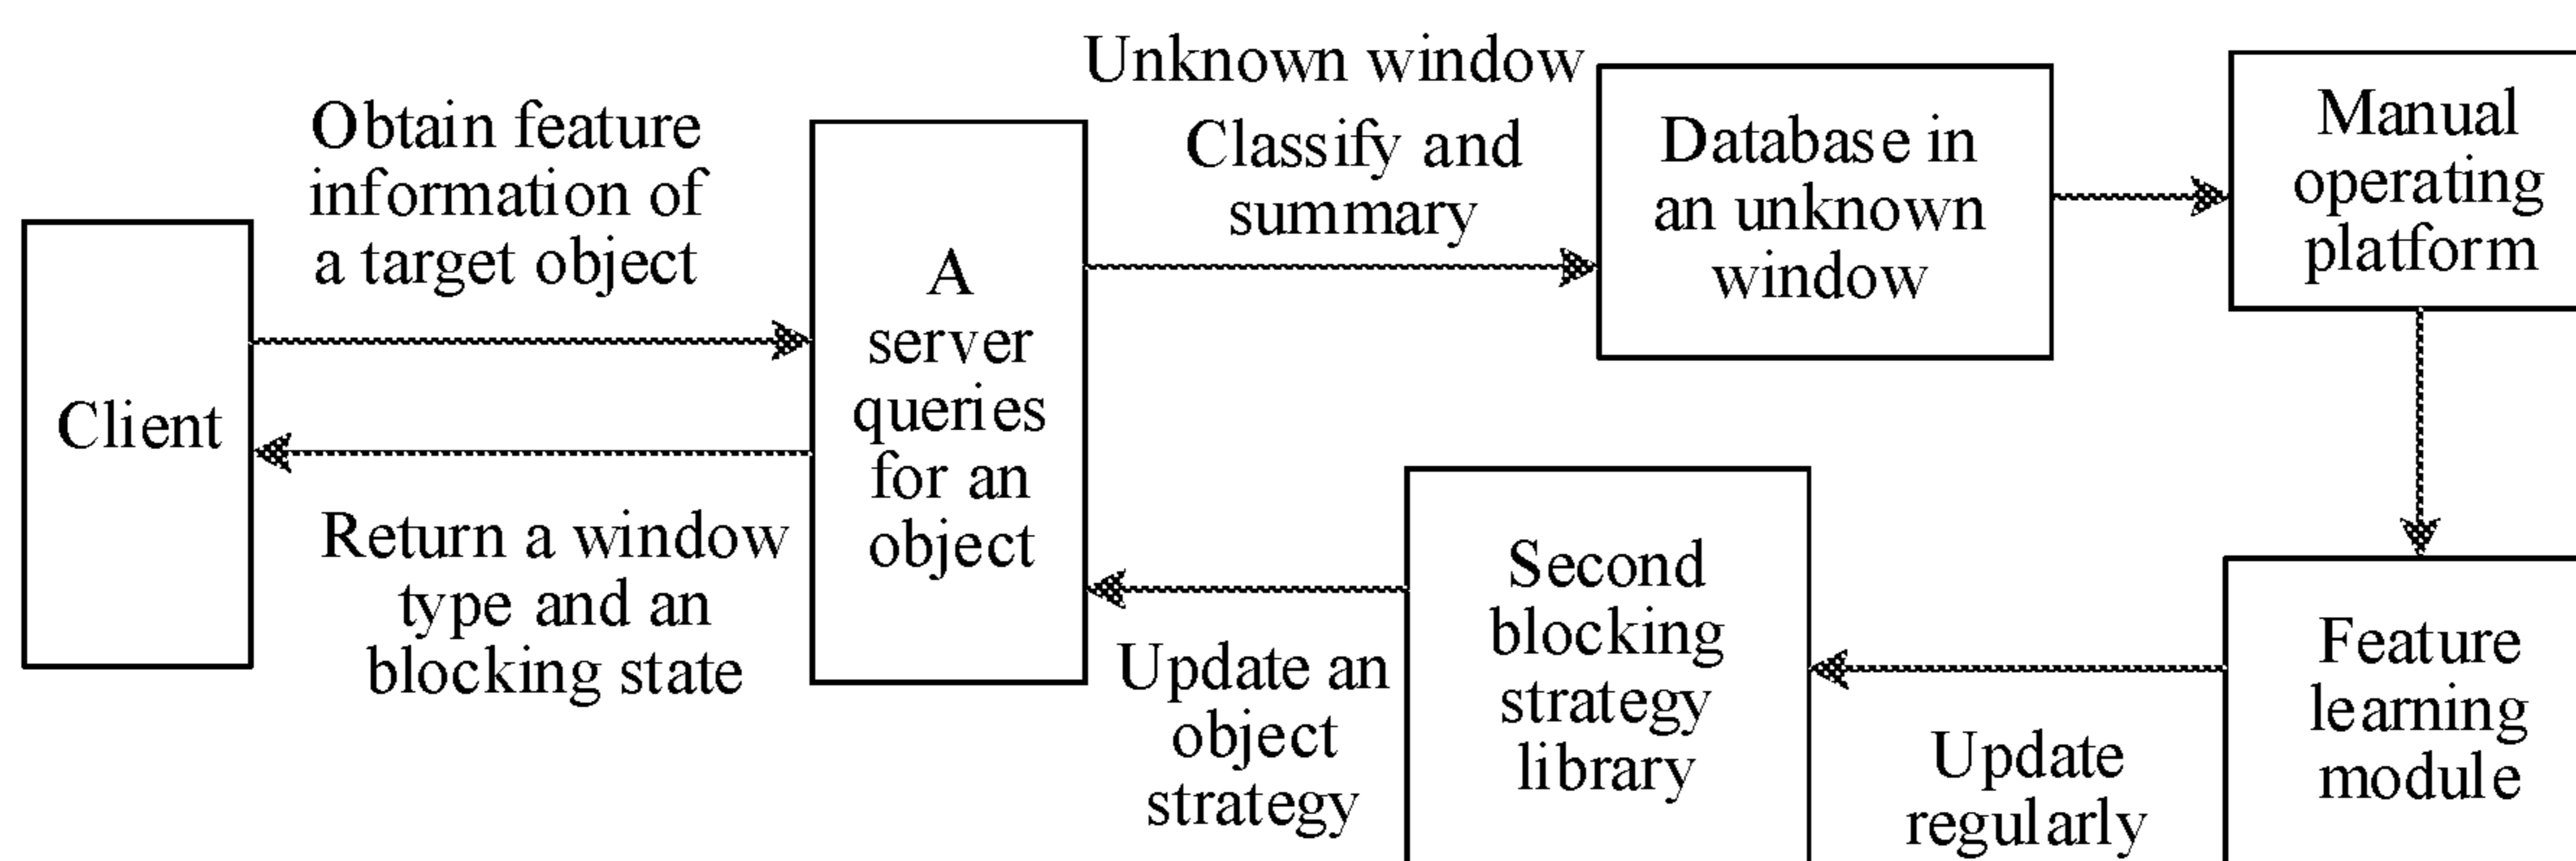 Client
Obtain feature
information of
a target object
Return a window
type and an
blocking state
A
server
queries
for an
object
Unknown window
Classify and
summary
Database in
an unknown
window
Manual
operating
platform
Feature
learning
module
Update
regularly
Second
blocking
strategy
library
Update an
object
strategy